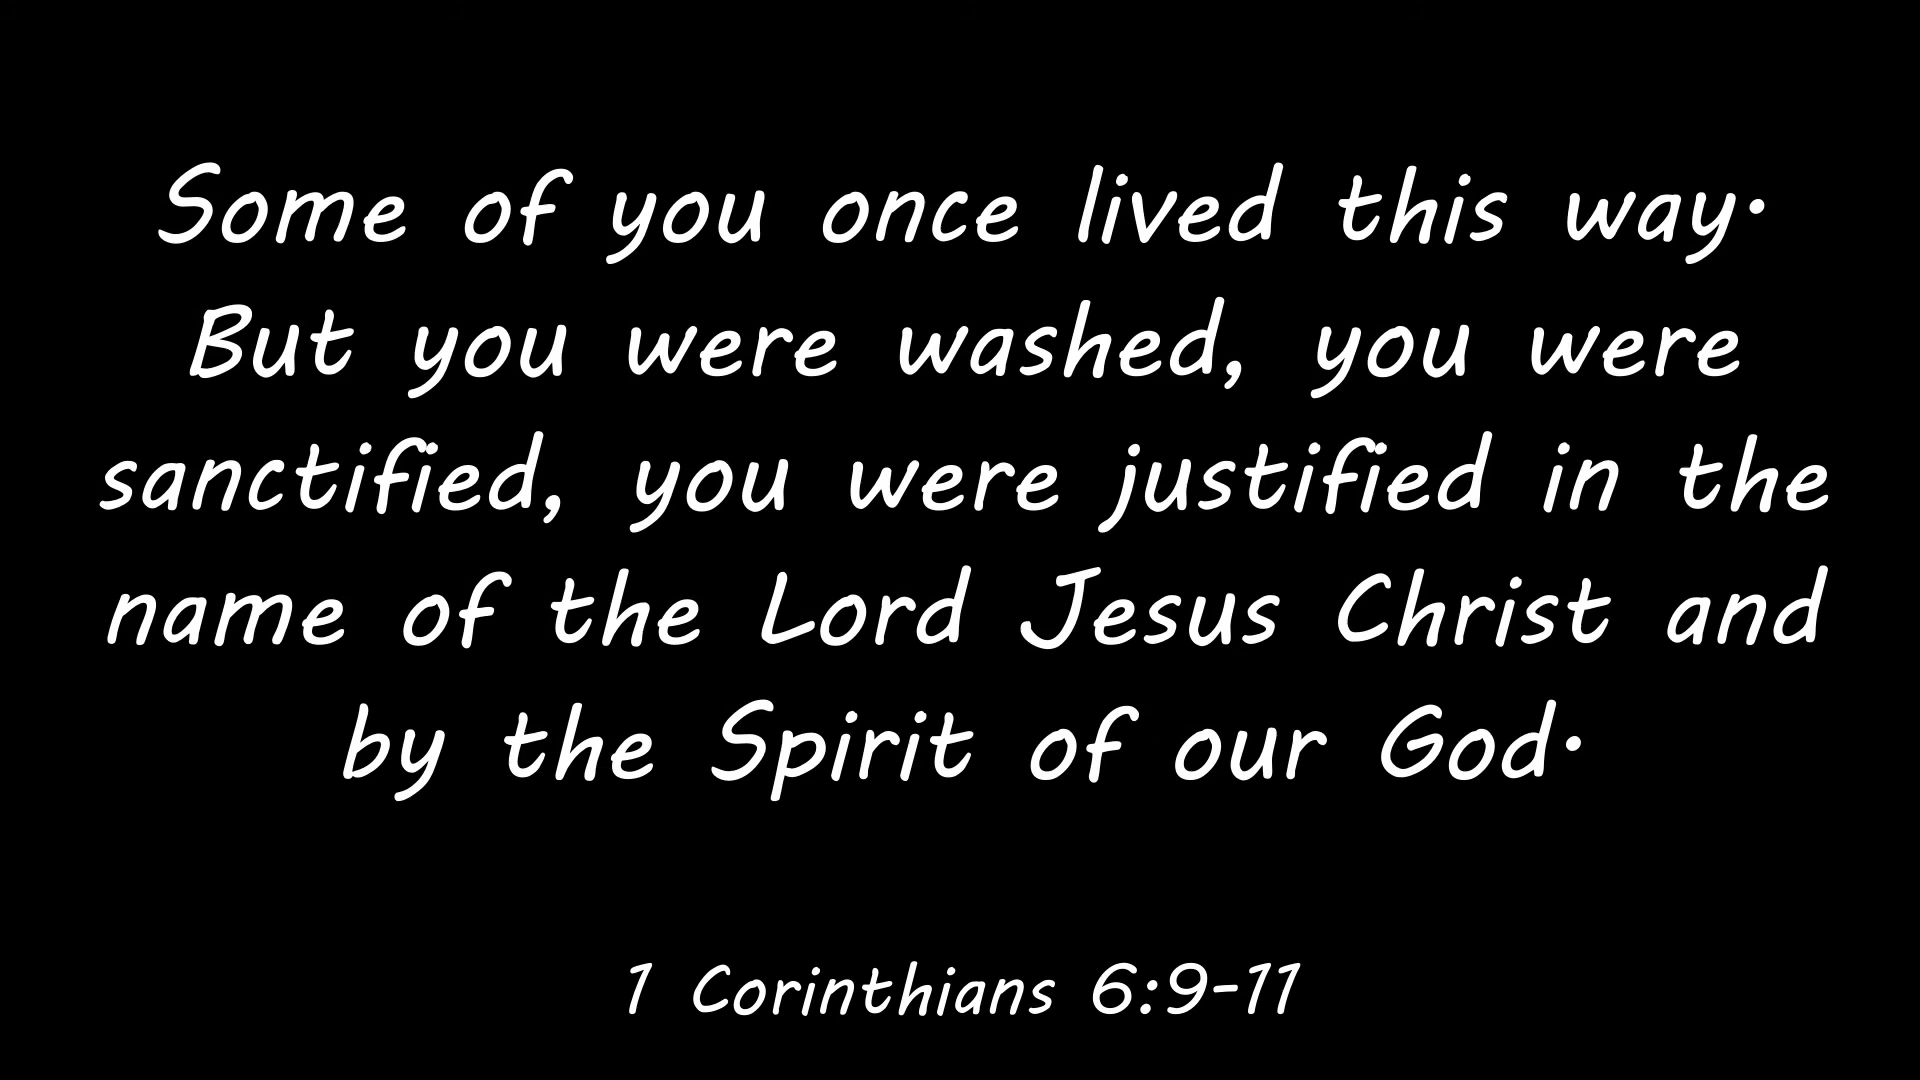 Some of you once lived this way.
But you were washed, you were
sanctified, you were justified in the
name of the Lord Jesus Christ and
by the Spirit of our God.
1 Corinthians 6:9-11